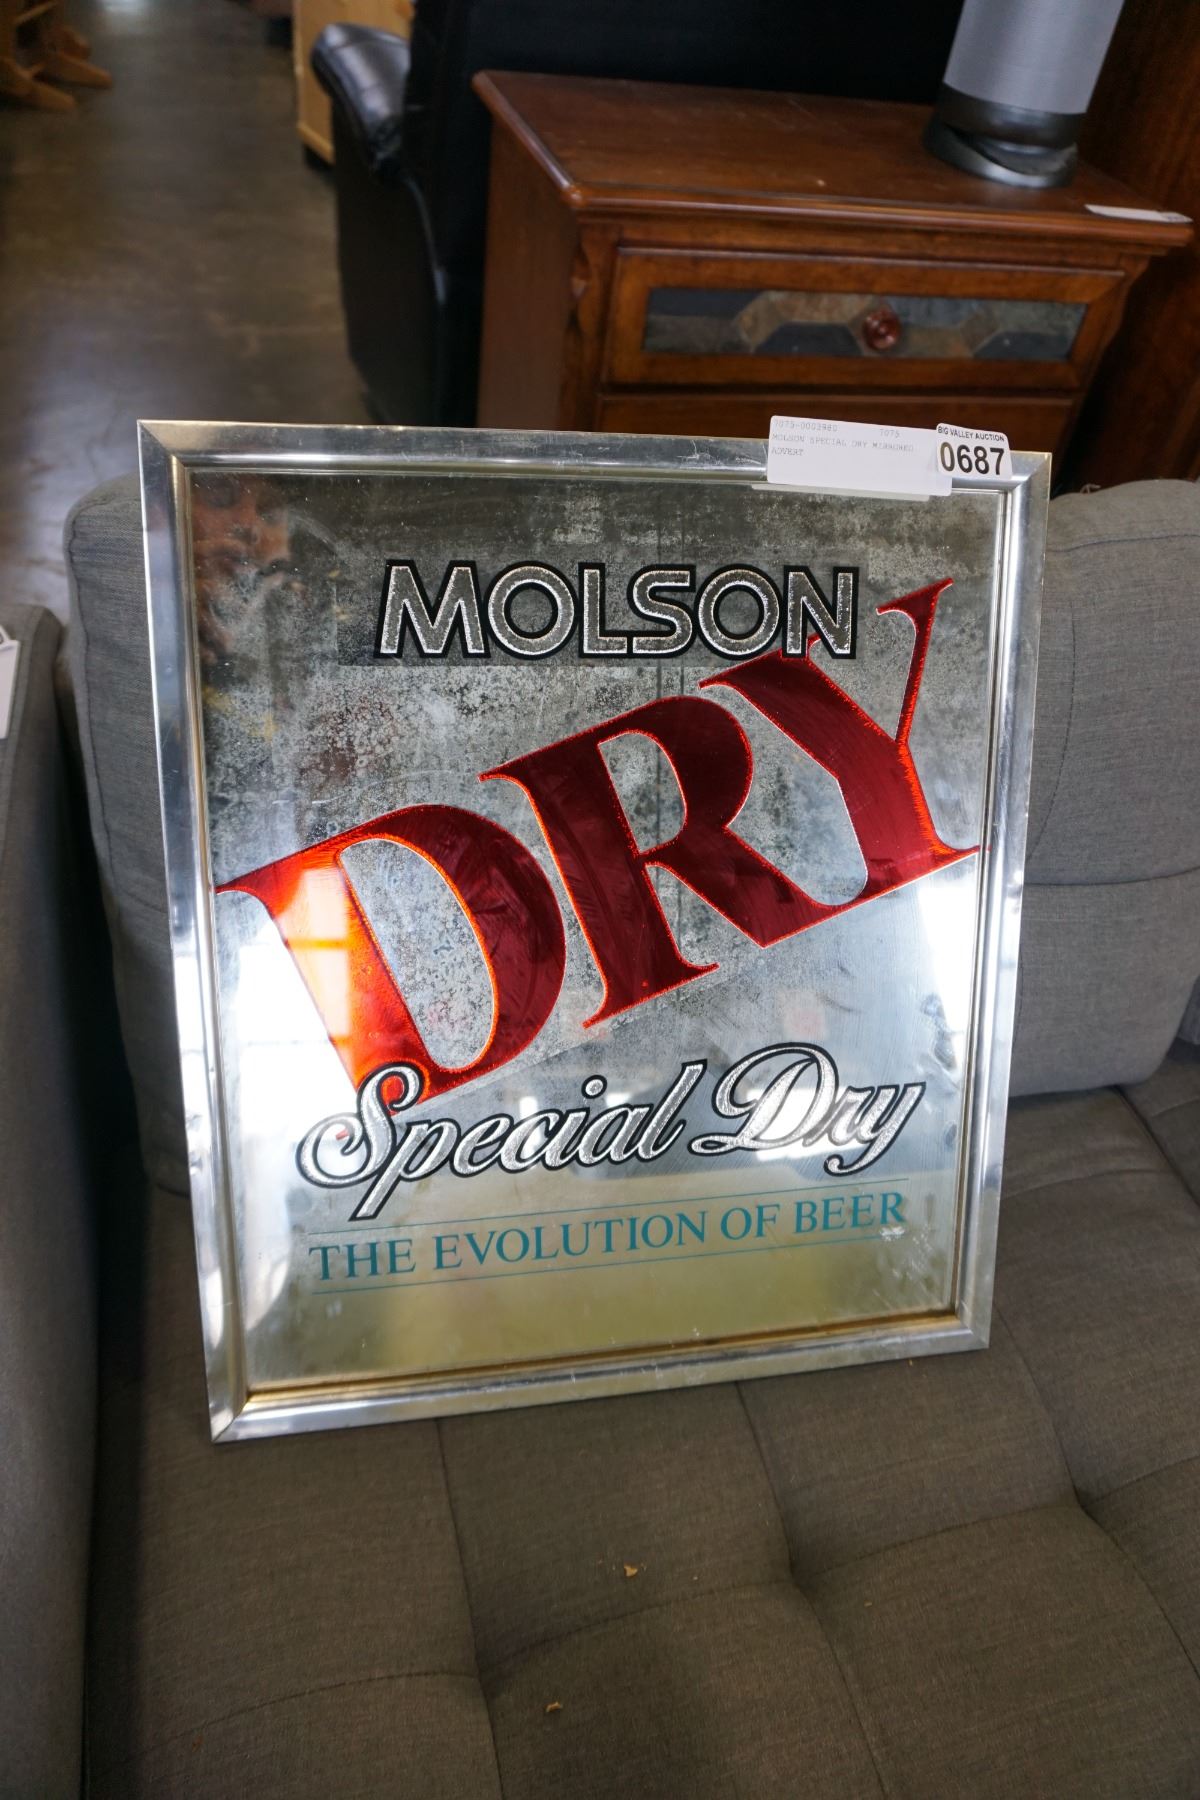 7075-0003980 T075
MOLSON SPECIAL DRY MIRRORED
ADVERT
BIG VALLEY AUCTION
0687
MOLSON
DRY
Special Dry
THE EVOLUTION OF BEER